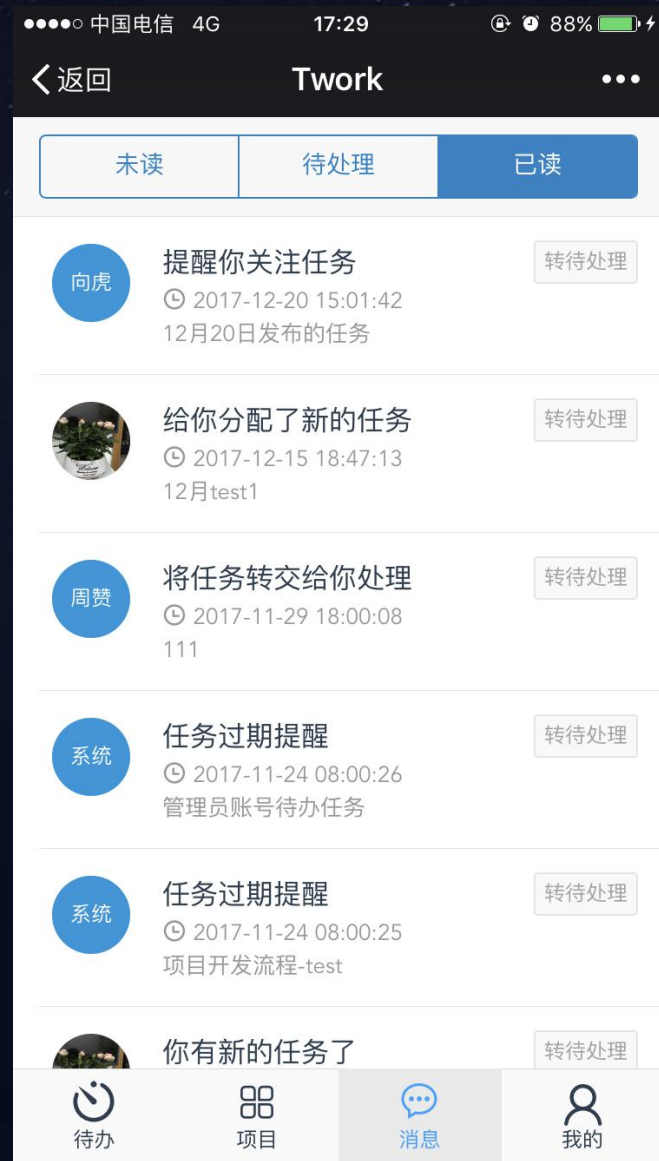 中国电信 4G 17:29 88%
返回 Twork
未读 待处理 已读
向虎 提醒你关注任务 转待处理
2017-12-20 15:01:42
12月20日发布的任务
给你分配了新的任务 转待处理
2017-12-15 18:47:13
12月test1
周赞 将任务转交给你处理 转待处理
2017-11-29 18:00:08
111
系统 任务过期提醒 转待处理
2017-11-24 08:00:26
管理员账号待办任务
系统 任务过期提醒 转待处理
2017-11-24 08:00:25
项目开发流程-test
你有新的任务了 转待处理
待办 项目 消息 我的